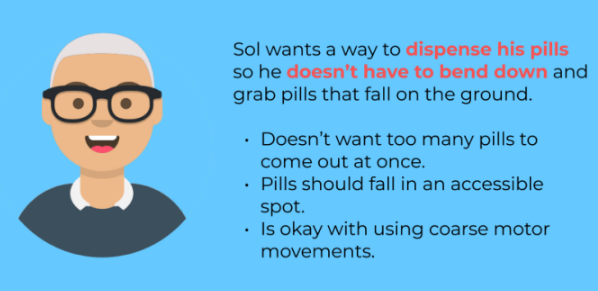 Sol wants a way to dispense his pills
so he doesn’t have to bend down and
grab pills that fall on the ground.
• Doesn’t want too many pills to
come out at once.
• Pills should fall in an accessible
spot.
• Is okay with using coarse motor
movements.